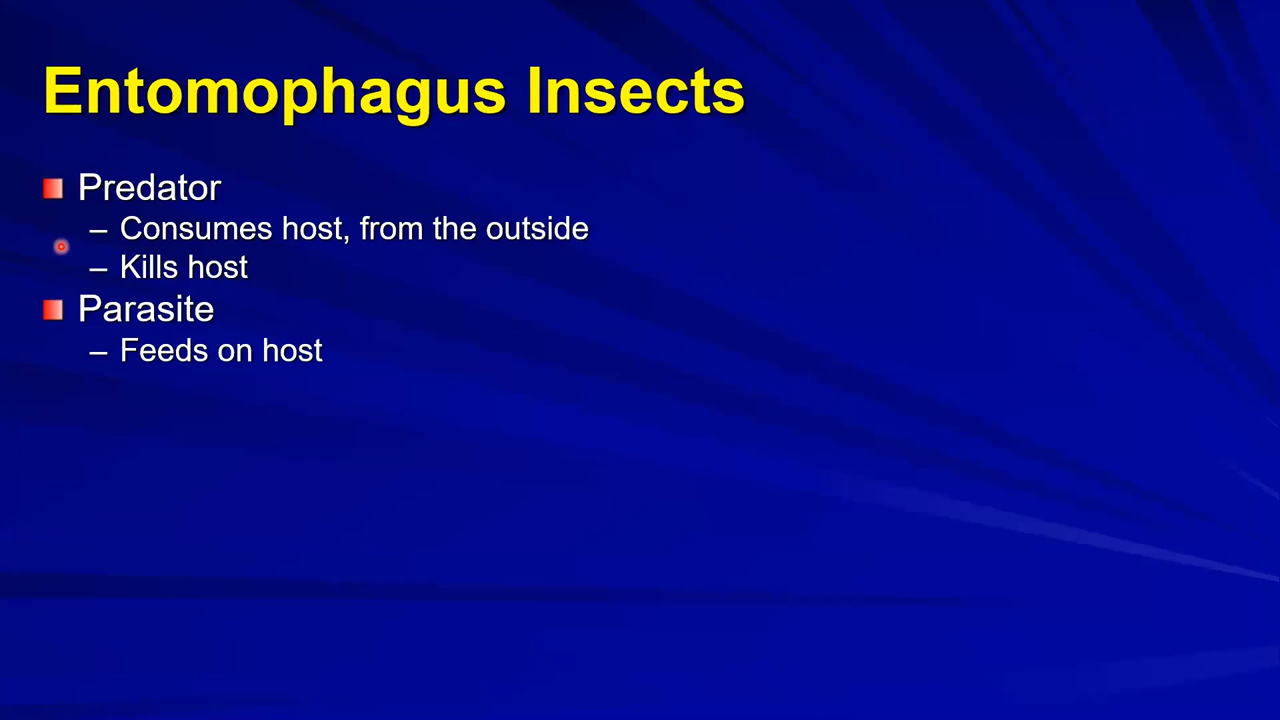 Entomophagus Insects
Predator
– Consumes host, from the outside
– Kills host
Parasite
– Feeds on host